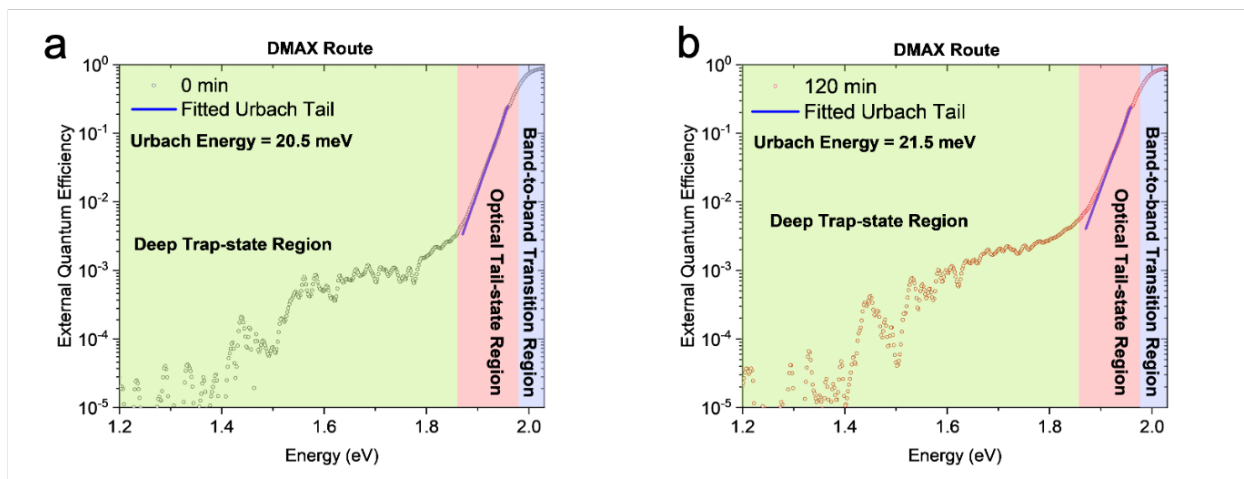 a
DMAX Route
10⁰
10⁻¹
10⁻²
10⁻³
10⁻⁴
10⁻⁵
External Quantum Efficiency
0 min
Fitted Urbach Tail
Urbach Energy = 20.5 meV
Deep Trap-state Region
Optical Tail-state Region
Band-to-band Transition Region
1.2
1.4
1.6
1.8
2.0
Energy (eV)
b
DMAX Route
10⁰
10⁻¹
10⁻²
10⁻³
10⁻⁴
10⁻⁵
External Quantum Efficiency
120 min
Fitted Urbach Tail
Urbach Energy = 21.5 meV
Deep Trap-state Region
Optical Tail-state Region
Band-to-band Transition Region
1.2
1.4
1.6
1.8
2.0
Energy (eV)